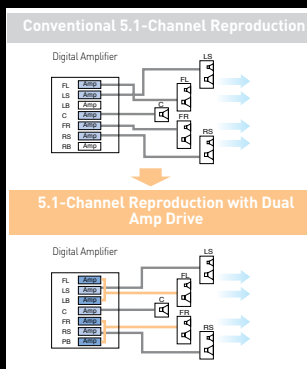 Conventional 5.1-Channel Reproduction
Digital Amplifier
LS
FL Amp
FL
LS Amp
LB Amp
C
C Amp
FR
FR Amp
RS Amp
RS
RB Amp
5.1-Channel Reproduction with Dual
Amp Drive
Digital Amplifier
LS
FL Amp
FL
LS Amp
LB Amp
C
C Amp
FR
FR Amp
RS Amp
RS
PB Amp